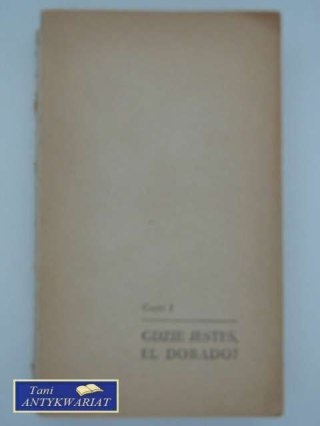 Część I
GDZIE JESTEŚ,
EL DORADO?
Tani
ANTYKWARIAT